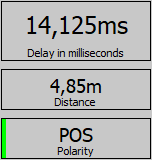 14,125ms
Delay in milliseconds
4,85m
Distance
POS
Polarity